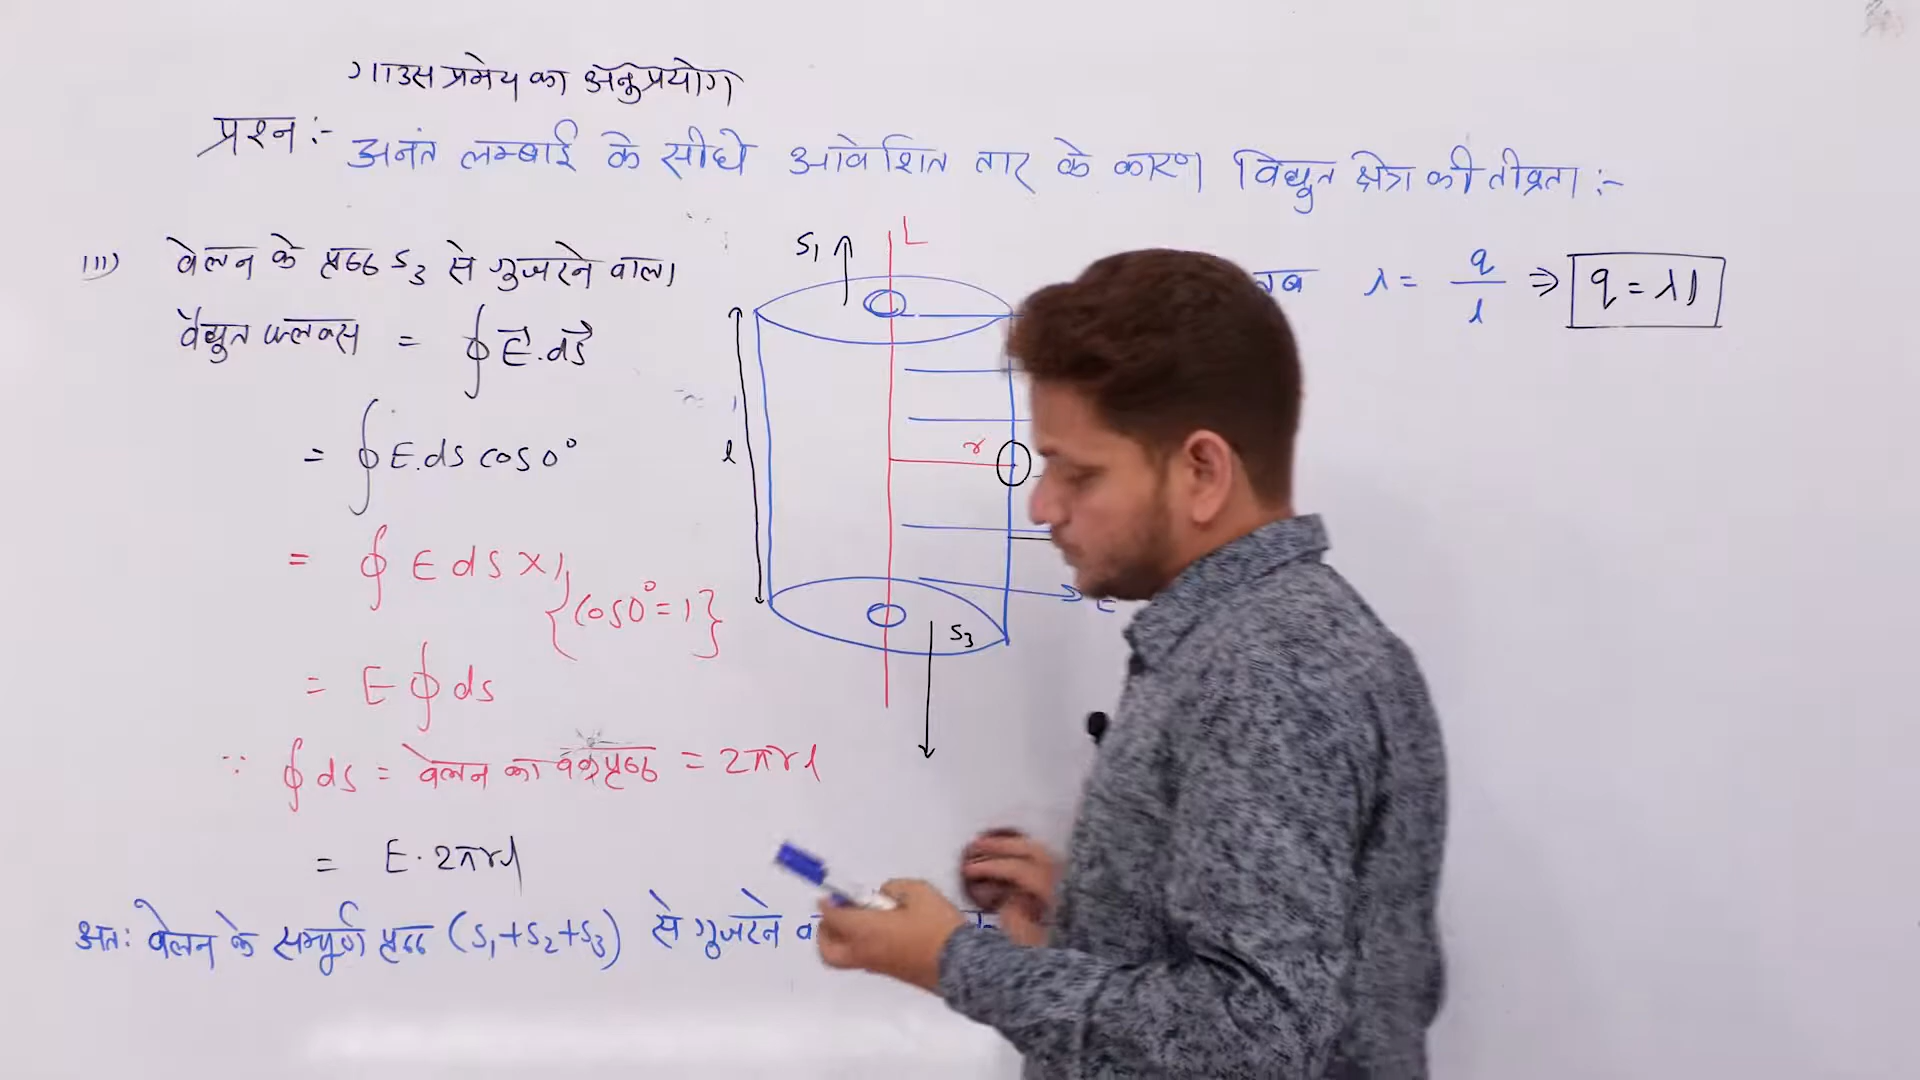 गाउस प्रमेय का अनुप्रयोग
प्रश्न :- अनंत लम्बाई के सीधे आवेशित तार के कारण विद्युत क्षेत्र की तीव्रता :-
III) बेलन के पृष्ठ S₃ से गुजरने वाला
वैद्युत फ्लक्स = ∮ E⃗.ds⃗
= ∮ E.ds cos 0°
= ∮ E ds × 1
{cos0° = 1}
= E ∮ ds
∵ ∮ ds = बेलन का वक्रपृष्ठ = 2πrl
= E . 2πrl
अतः बेलन के सम्पूर्ण पृष्ठ (S₁+S₂+S₃) से गुजरने
S₁
L
l
r
E
S₃
λ = q/l ⇒ q = λl